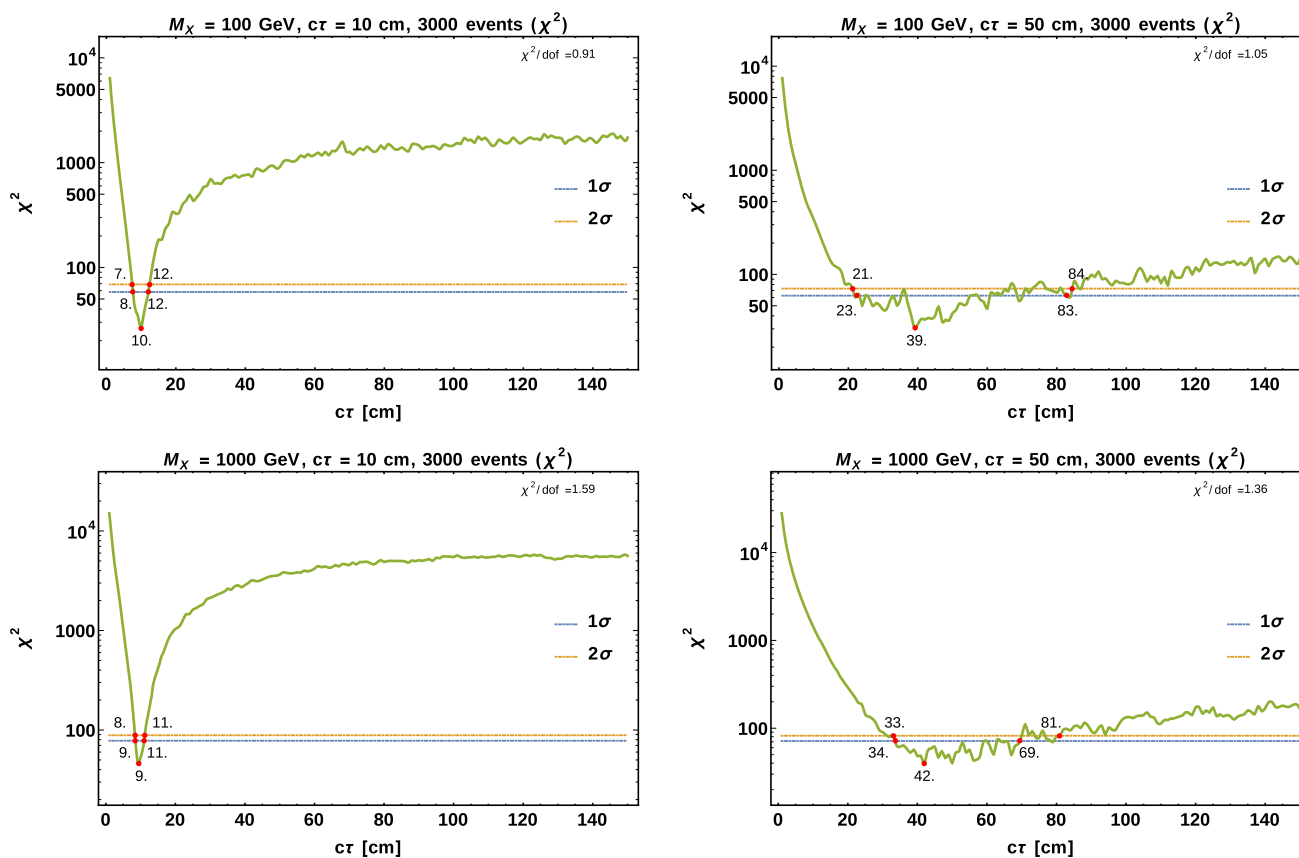 M_X = 100 GeV, cτ = 10 cm, 3000 events (χ²)
χ²/dof =0.91
10⁴
5000
1000
500
100
50
χ²
1σ
2σ
7.
12.
8.
12.
10.
0 20 40 60 80 100 120 140
cτ [cm]
M_X = 100 GeV, cτ = 50 cm, 3000 events (χ²)
χ²/dof =1.05
10⁴
5000
1000
500
100
50
χ²
1σ
2σ
21.
84.
23.
83.
39.
0 20 40 60 80 100 120 140
cτ [cm]
M_X = 1000 GeV, cτ = 10 cm, 3000 events (χ²)
χ²/dof =1.59
10⁴
1000
100
χ²
1σ
2σ
8.
11.
9.
11.
9.
0 20 40 60 80 100 120 140
cτ [cm]
M_X = 1000 GeV, cτ = 50 cm, 3000 events (χ²)
χ²/dof =1.36
10⁴
1000
100
χ²
1σ
2σ
33.
81.
34.
69.
42.
0 20 40 60 80 100 120 140
cτ [cm]